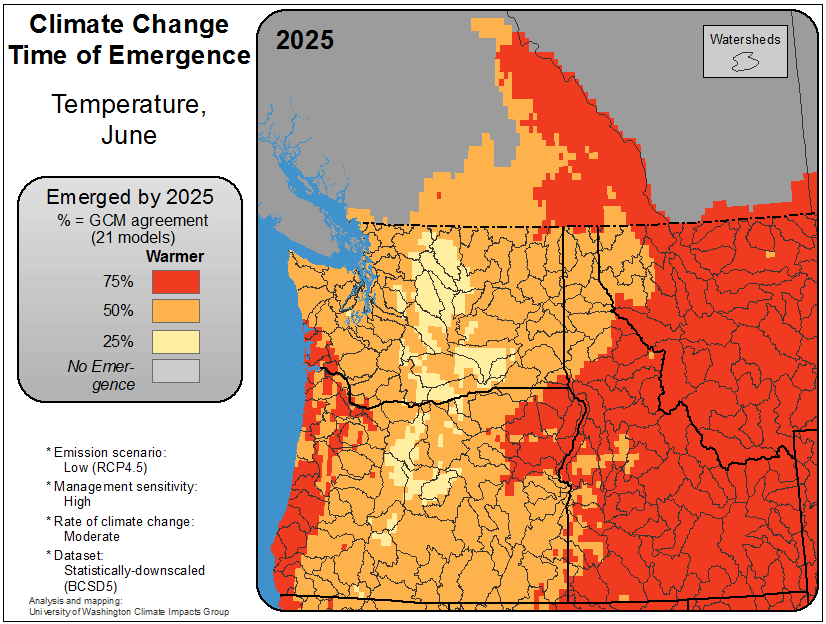 Climate Change
Time of Emergence
Temperature,
June
Emerged by 2025
% = GCM agreement
(21 models)
Warmer
75%
50%
25%
No Emer-
gence
* Emission scenario:
Low (RCP4.5)
* Management sensitivity:
High
* Rate of climate change:
Moderate
* Dataset:
Statistically-downscaled
(BCSD5)
Analysis and mapping:
University of Washington Climate Impacts Group
2025
Watersheds